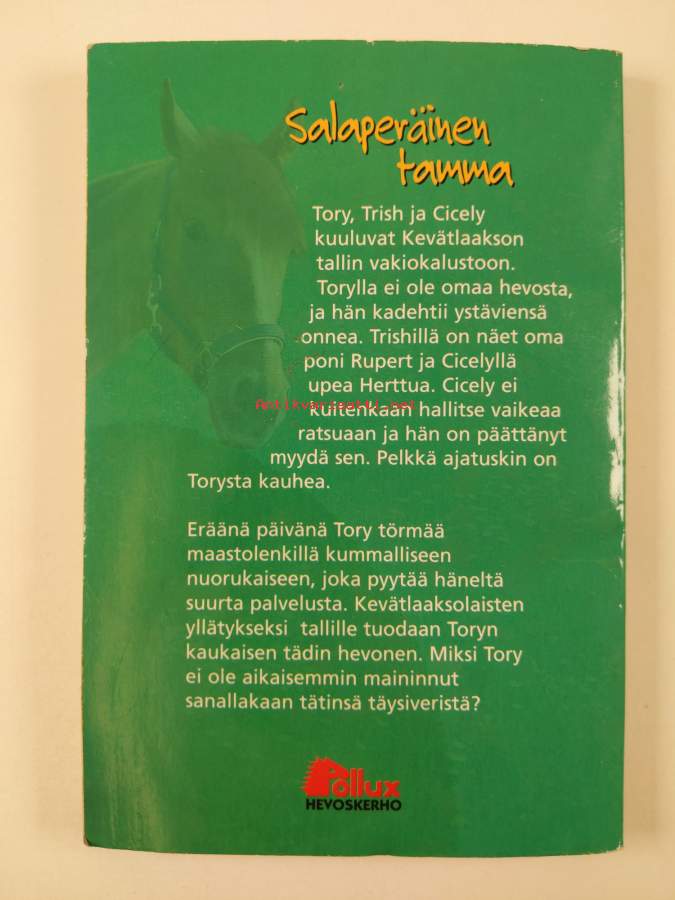 Salaperäinen
tamma
Tory, Trish ja Cicely
kuuluvat Kevätlaakson
tallin vakiokalustoon.
Torylla ei ole omaa hevosta,
ja hän kadehtii ystäviensä
onnea. Trishillä on näet oma
poni Rupert ja Cicelyllä
upea Herttua. Cicely ei
Antikvariaatti.net
kuitenkaan hallitse vaikeaa
ratsuaan ja hän on päättänyt
myydä sen. Pelkkä ajatuskin on
Torysta kauhea.
Eräänä päivänä Tory törmää
maastolenkillä kummalliseen
nuorukaiseen, joka pyytää häneltä
suurta palvelusta. Kevätlaaksolaisten
yllätykseksi tallille tuodaan Toryn
kaukaisen tädin hevonen. Miksi Tory
ei ole aikaisemmin maininnut
sanallakaan tätinsä täysiveristä?
Pollux
HEVOSKERHO